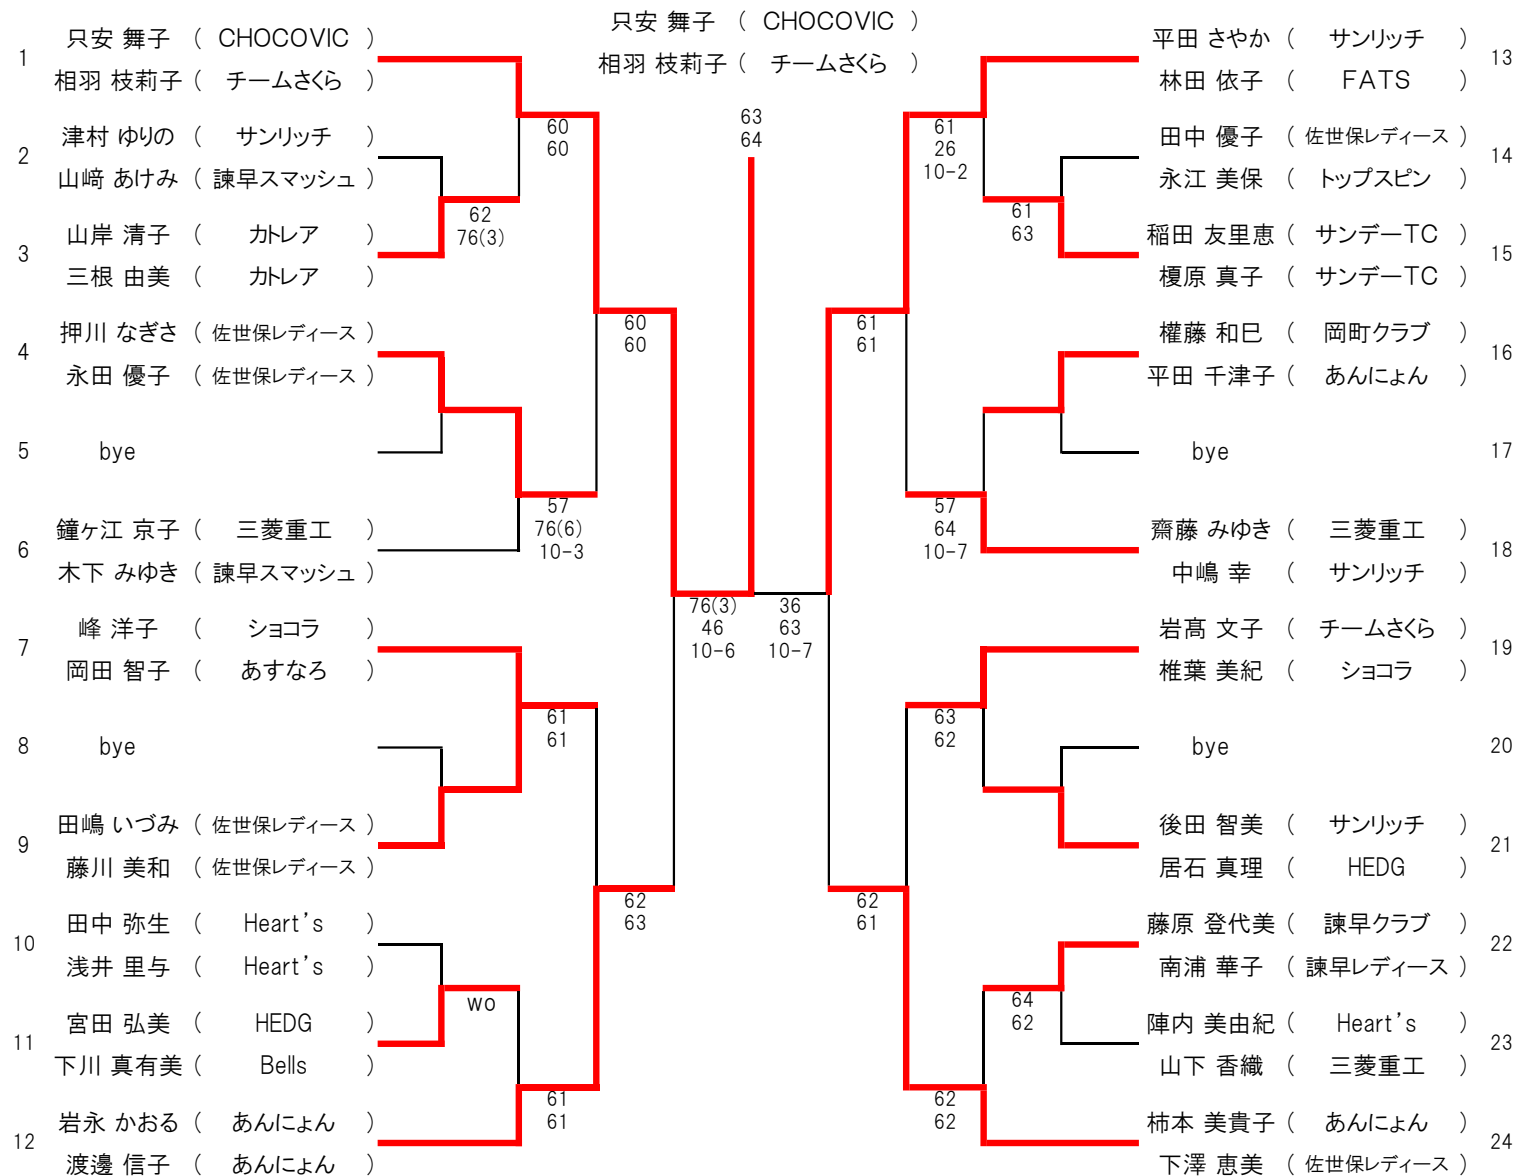 只安 舞子 ( CHOCOVIC )
相羽 枝莉子 ( チームさくら )
63
64
1
只安 舞子 ( CHOCOVIC )
相羽 枝莉子 ( チームさくら )
2
津村 ゆりの ( サンリッチ )
山﨑 あけみ ( 諫早スマッシュ )
3
山岸 清子 ( カトレア )
三根 由美 ( カトレア )
4
押川 なぎさ ( 佐世保レディース )
永田 優子 ( 佐世保レディース )
5
bye
6
鐘ヶ江 京子 ( 三菱重工 )
木下 みゆき ( 諫早スマッシュ )
7
峰 洋子 ( ショコラ )
岡田 智子 ( あすなろ )
8
bye
9
田嶋 いづみ ( 佐世保レディース )
藤川 美和 ( 佐世保レディース )
10
田中 弥生 ( Heart's )
浅井 里与 ( Heart's )
11
宮田 弘美 ( HEDG )
下川 真有美 ( Bells )
12
岩永 かおる ( あんにょん )
渡邊 信子 ( あんにょん )
62
76(3)
wo
60
60
57
76(6)
10-3
61
61
61
61
60
60
62
63
76(3)
46
10-6
36
63
10-7
61
61
62
61
61
26
10-2
57
64
10-7
63
62
62
62
61
63
64
62
平田 さやか ( サンリッチ )
林田 依子 ( FATS )
13
田中 優子 ( 佐世保レディース )
永江 美保 ( トップスピン )
14
稲田 友里恵 ( サンデーTC )
榎原 真子 ( サンデーTC )
15
權藤 和巳 ( 岡町クラブ )
平田 千津子 ( あんにょん )
16
bye
17
齋藤 みゆき ( 三菱重工 )
中嶋 幸 ( サンリッチ )
18
岩髙 文子 ( チームさくら )
椎葉 美紀 ( ショコラ )
19
bye
20
後田 智美 ( サンリッチ )
居石 真理 ( HEDG )
21
藤原 登代美 ( 諫早クラブ )
南浦 華子 ( 諫早レディース )
22
陣内 美由紀 ( Heart's )
山下 香織 ( 三菱重工 )
23
柿本 美貴子 ( あんにょん )
下澤 恵美 ( 佐世保レディース )
24